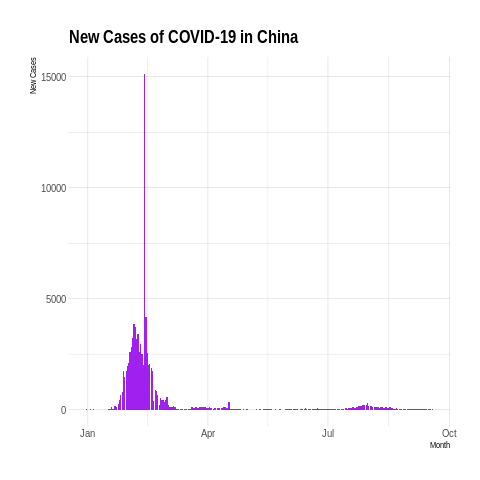 New Cases of COVID-19 in China
New Cases
15000
10000
5000
0
Jan Apr Jul Oct
Month